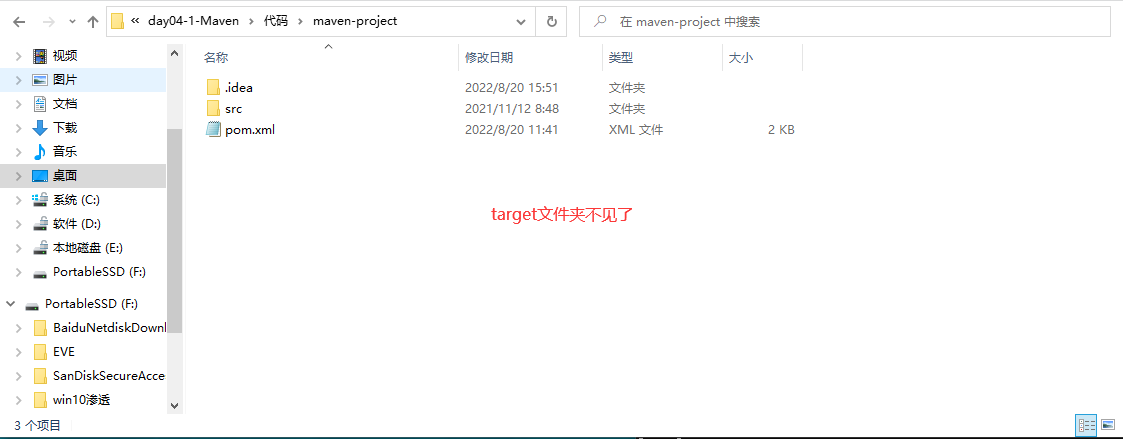 « day04-1-Maven > 代码 > maven-project
在 maven-project 中搜索
视频
图片
文档
下载
音乐
桌面
系统 (C:)
软件 (D:)
本地磁盘 (E:)
PortableSSD (F:)
PortableSSD (F:)
BaiduNetdiskDownl
EVE
SanDiskSecureAcce
win10渗透
名称 修改日期 类型 大小
.idea 2022/8/20 15:51 文件夹
src 2021/11/12 8:48 文件夹
pom.xml 2022/8/20 11:41 XML 文件 2 KB
target文件夹不见了
3 个项目